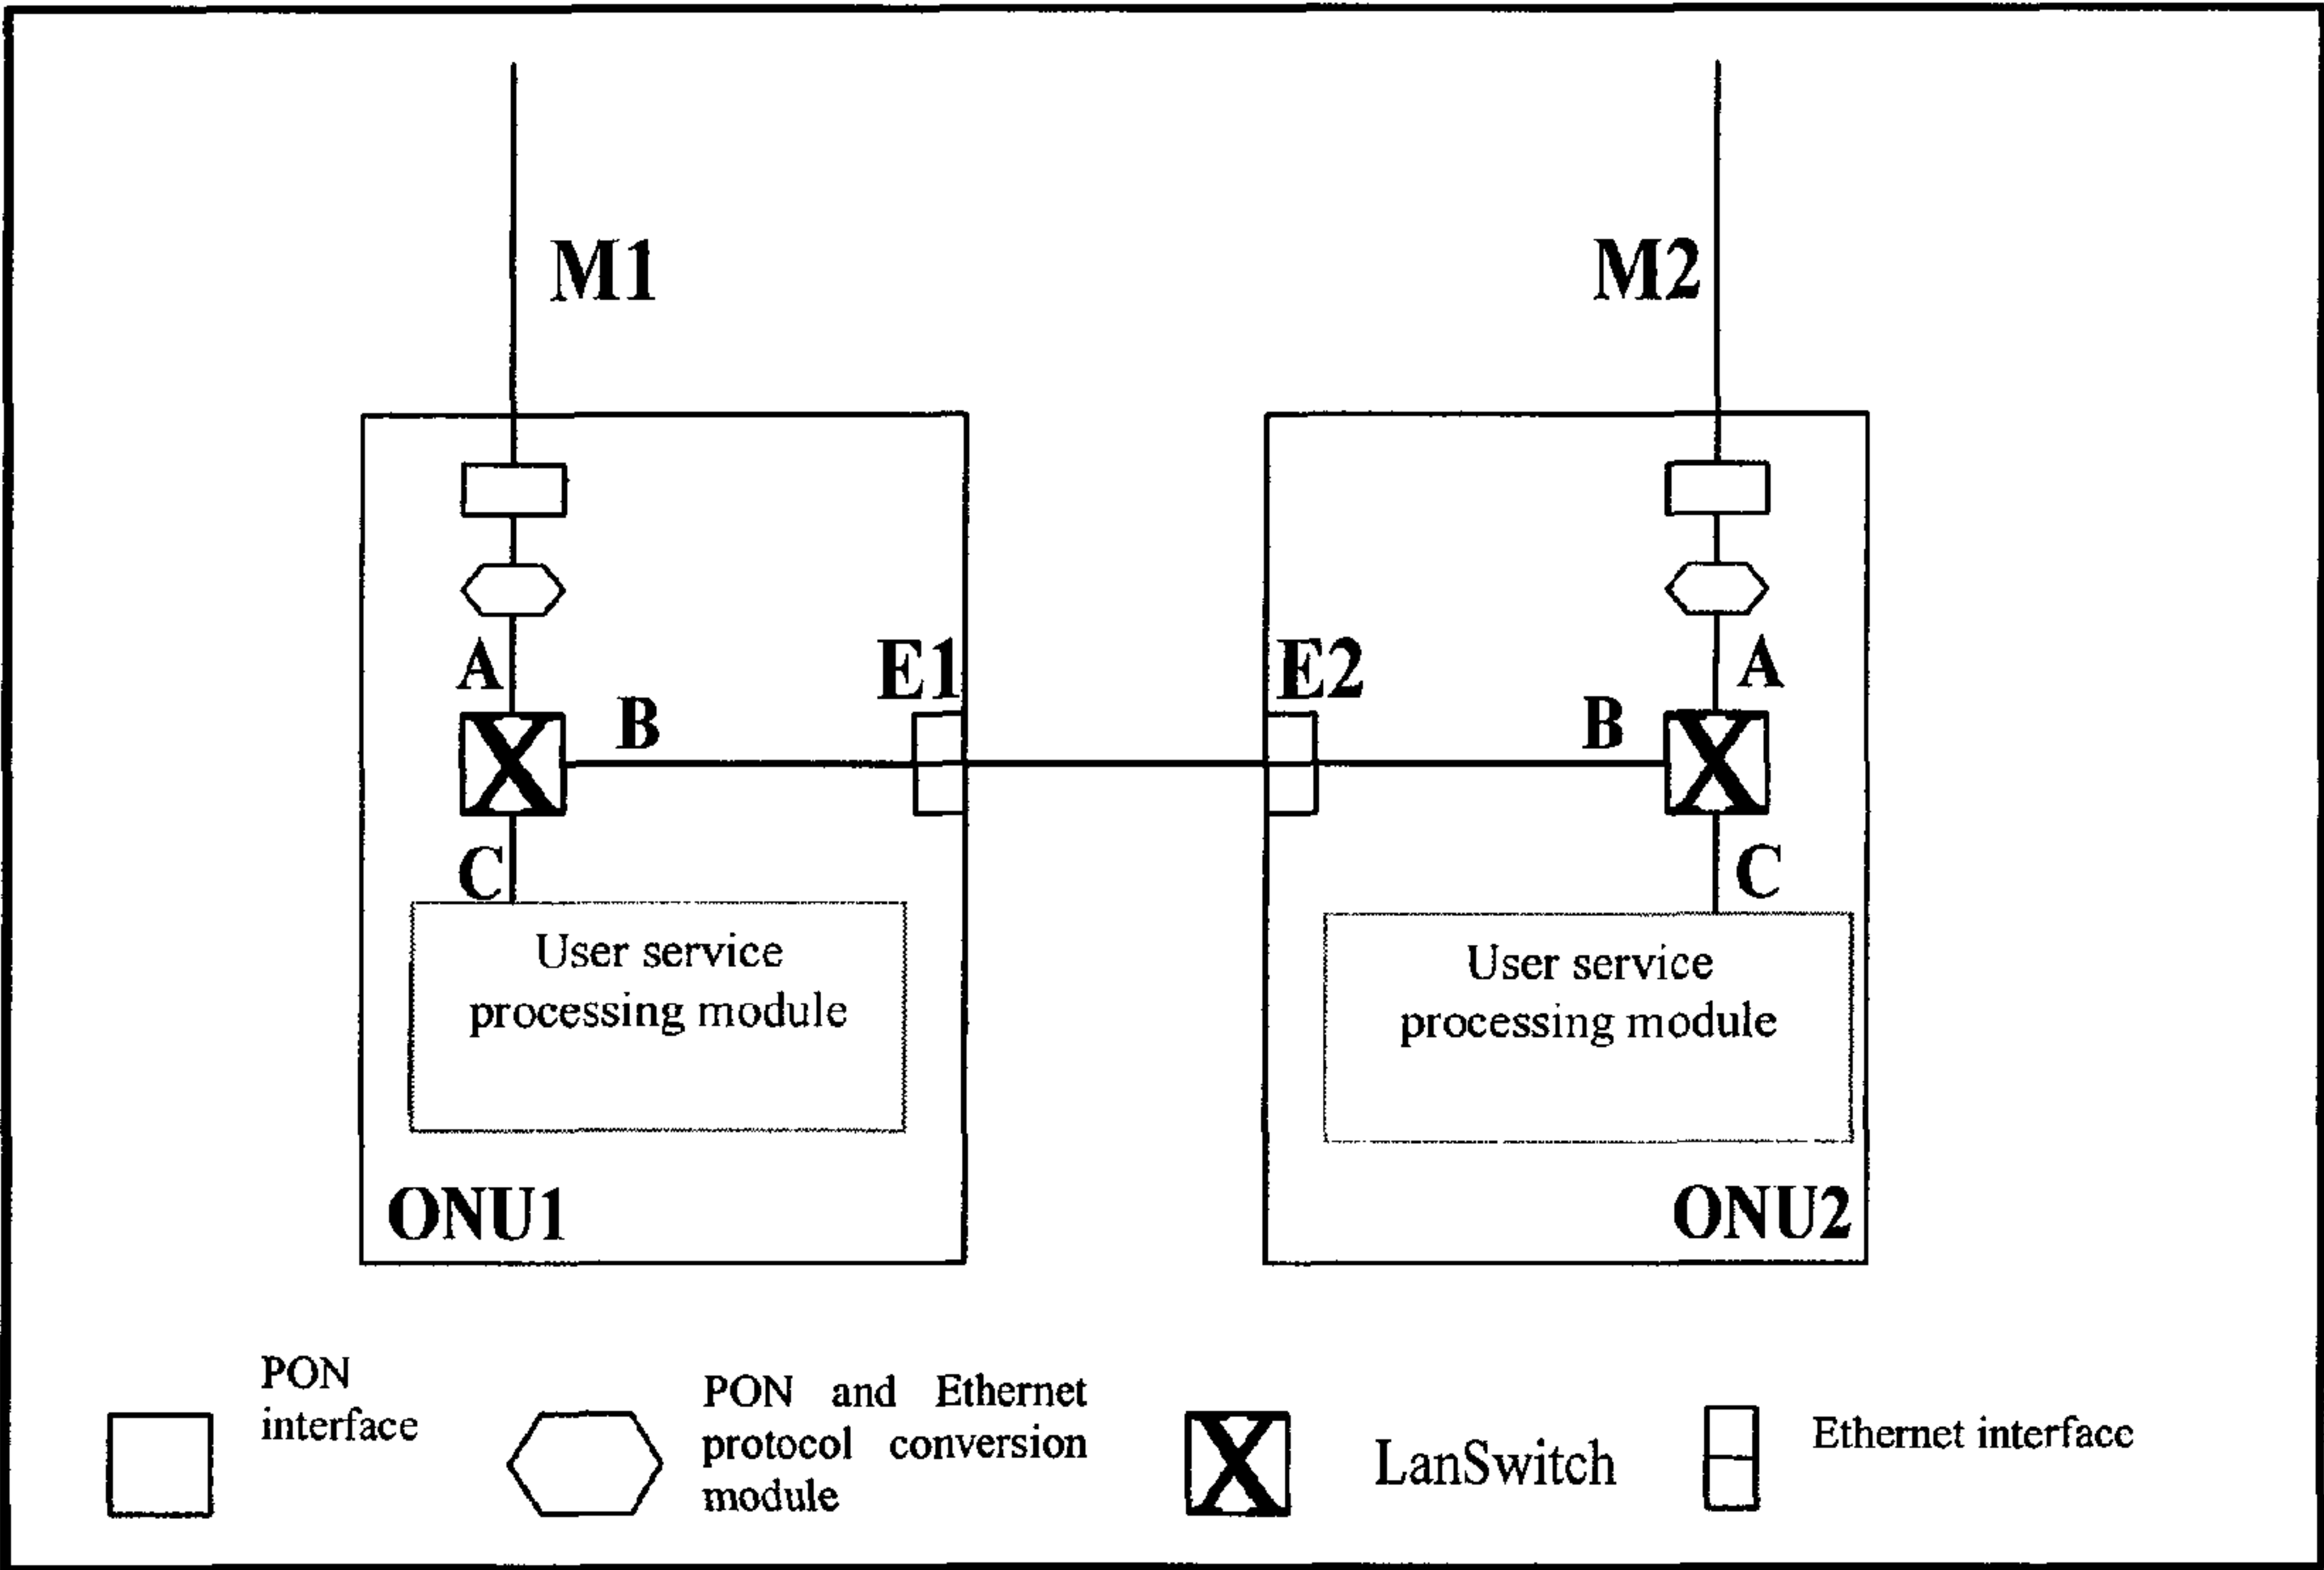 M1
M2
A
E1
E2
A
B
B
C
C
User service
processing module
User service
processing module
ONU1
ONU2
PON
interface
PON and Ethernet
protocol conversion
module
LanSwitch
Ethernet interface